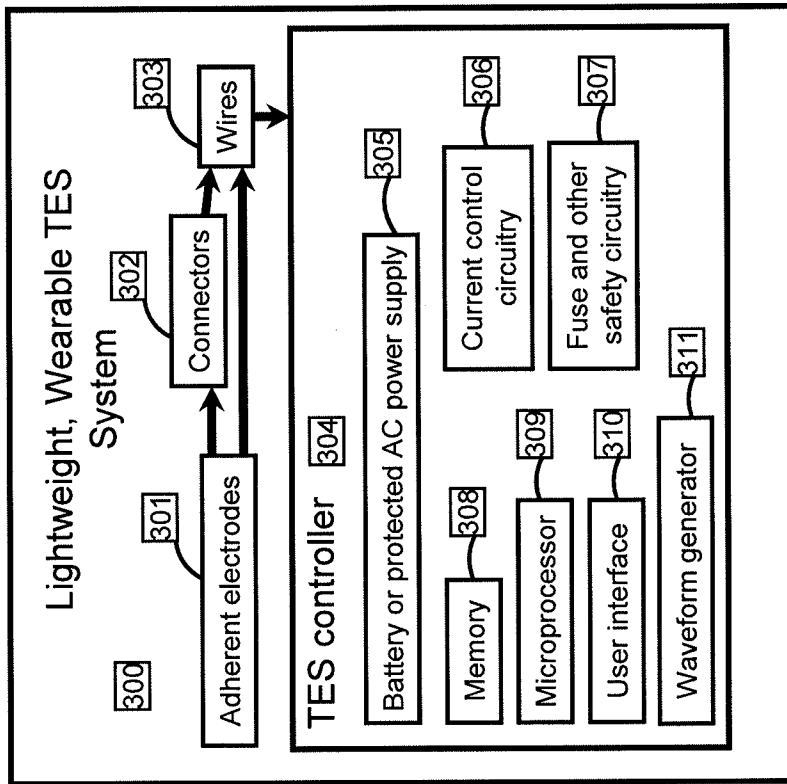 Lightweight, Wearable TES
System
300
301
Adherent electrodes
302
Connectors
303
Wires
TES controller
304
305
Battery or protected AC power supply
308
Memory
306
Current control
circuitry
309
Microprocessor
307
Fuse and other
safety circuitry
310
User interface
311
Waveform generator